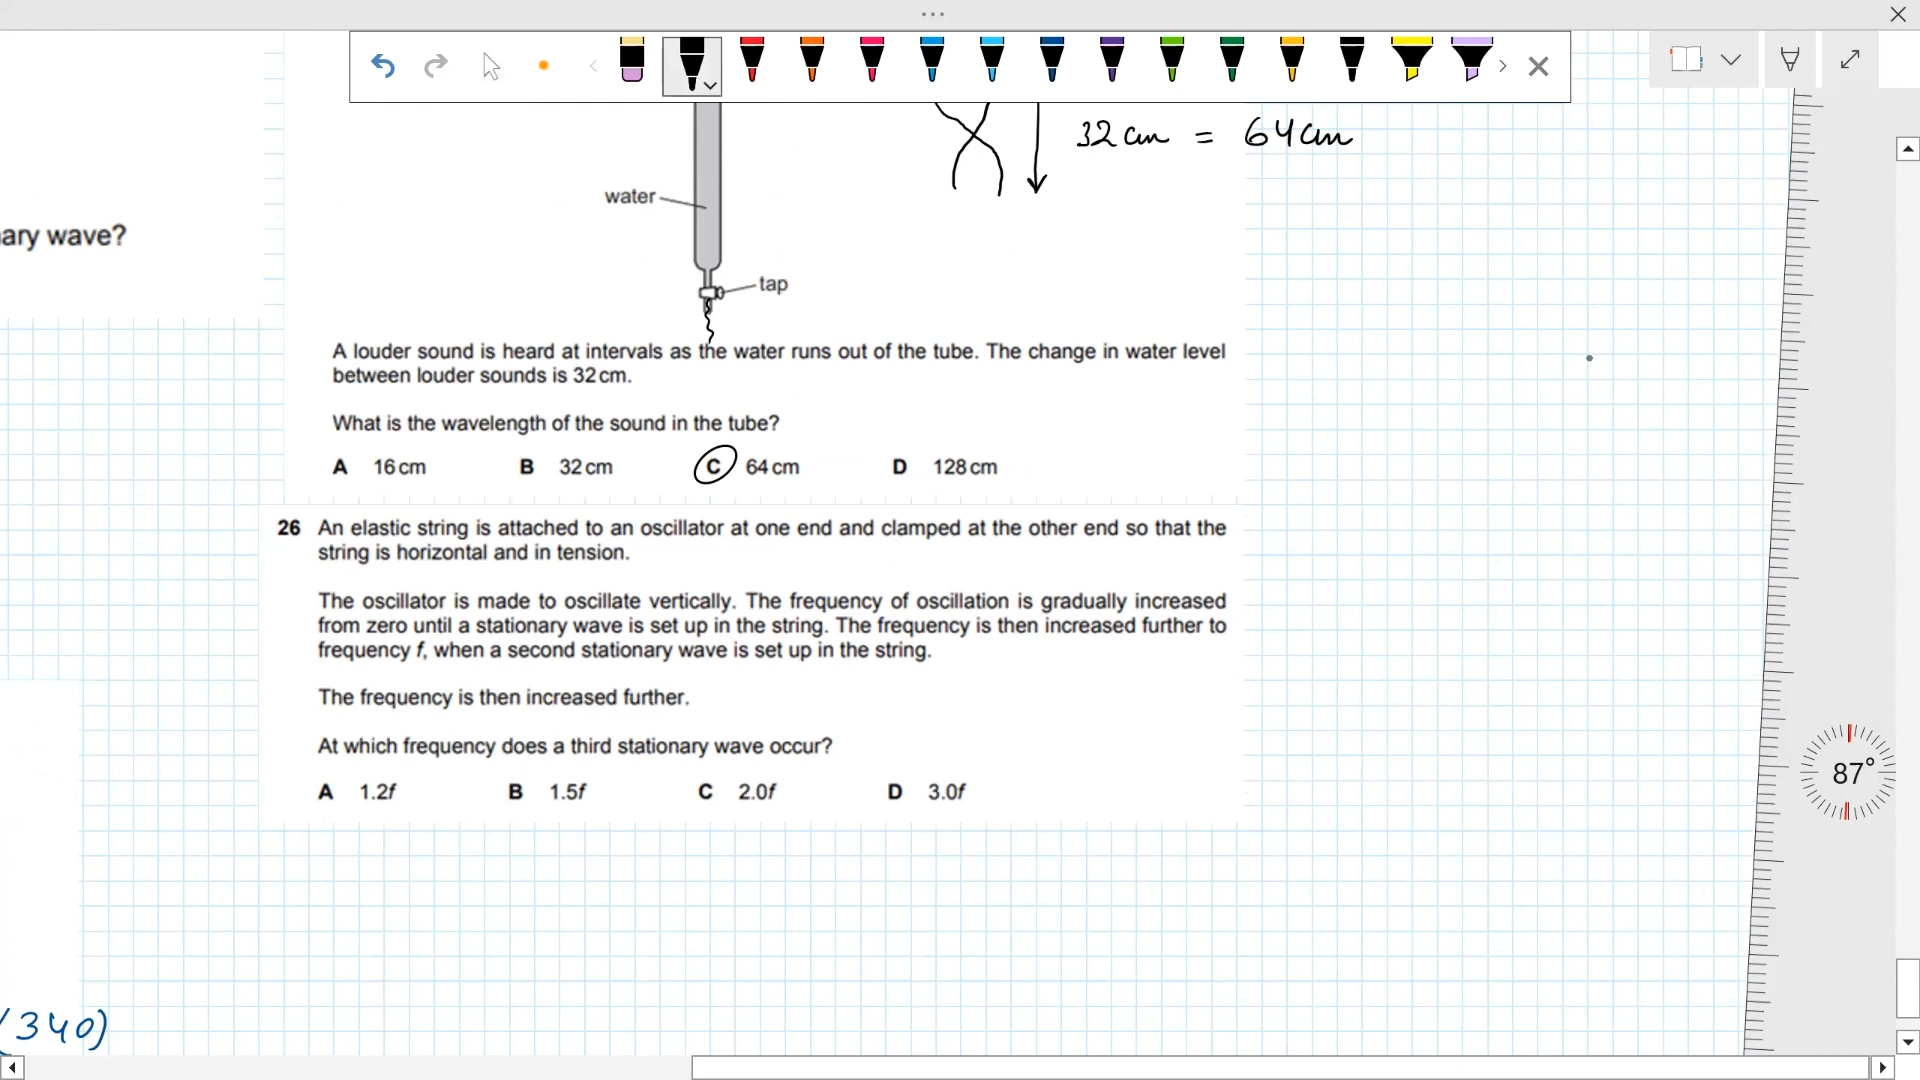 32 cm = 64 cm
water
ary wave?
tap
A louder sound is heard at intervals as the water runs out of the tube. The change in water level
between louder sounds is 32 cm.
What is the wavelength of the sound in the tube?
A 16 cm B 32 cm C 64 cm D 128 cm
26 An elastic string is attached to an oscillator at one end and clamped at the other end so that the
string is horizontal and in tension.
The oscillator is made to oscillate vertically. The frequency of oscillation is gradually increased
from zero until a stationary wave is set up in the string. The frequency is then increased further to
frequency f, when a second stationary wave is set up in the string.
The frequency is then increased further.
At which frequency does a third stationary wave occur?
A 1.2f B 1.5f C 2.0f D 3.0f
87°
(340)